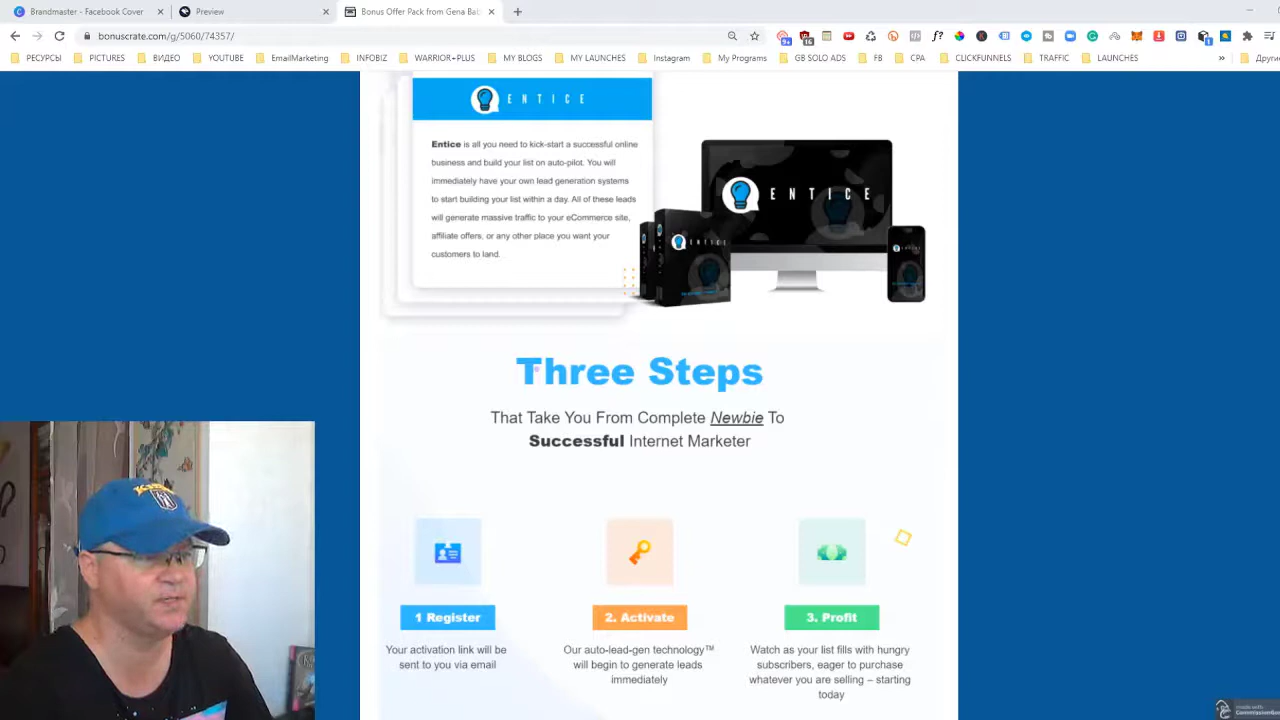 Brandmaster - Facebook Cover
Preview
Bonus Offer Pack from Gena Bab
bonuscrate.com/g/5060/74357/
9+
16
1
РЕСУРСЫ
GT URES
ВИДЕО
YOUTUBE
EmailMarketing
INFOBIZ
WARRIOR+PLUS
MY BLOGS
MY LAUNCHES
Instagram
My Programs
GB SOLO ADS
FB
CPA
CLICKFUNNELS
TRAFFIC
LAUNCHES
»
ENTICE
Entice is all you need to kick-start a successful online
business and build your list on auto-pilot. You will
immediately have your own lead generation systems
to start building your list within a day. All of these leads
will generate massive traffic to your eCommerce site,
affiliate offers, or any other place you want your
customers to land.
ENTICE
ENTICE
ENTICE
Three Steps
That Take You From Complete Newbie To
Successful Internet Marketer
1 Register
Your activation link will be
sent to you via email
2. Activate
Our auto-lead-gen technology™
will begin to generate leads
immediately
3. Profit
Watch as your list fills with hungry
subscribers, eager to purchase
whatever you are selling – starting
today